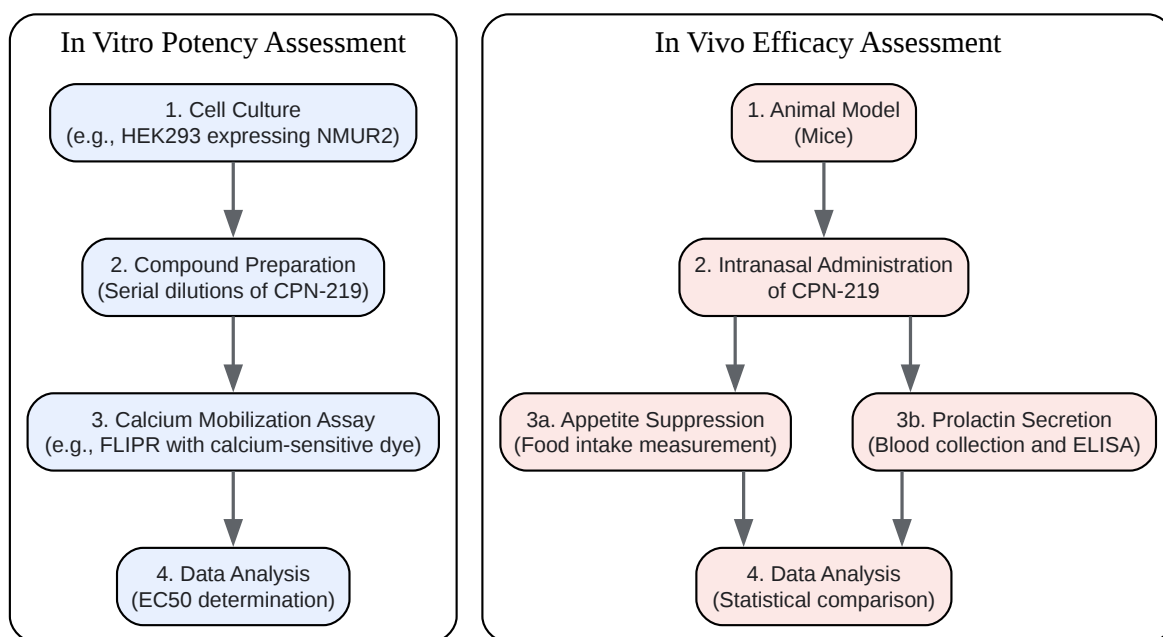 In Vitro Potency Assessment
1. Cell Culture
(e.g., HEK293 expressing NMUR2)
2. Compound Preparation
(Serial dilutions of CPN-219)
3. Calcium Mobilization Assay
(e.g., FLIPR with calcium-sensitive dye)
4. Data Analysis
(EC50 determination)
In Vivo Efficacy Assessment
1. Animal Model
(Mice)
2. Intranasal Administration
of CPN-219
3a. Appetite Suppression
(Food intake measurement)
3b. Prolactin Secretion
(Blood collection and ELISA)
4. Data Analysis
(Statistical comparison)